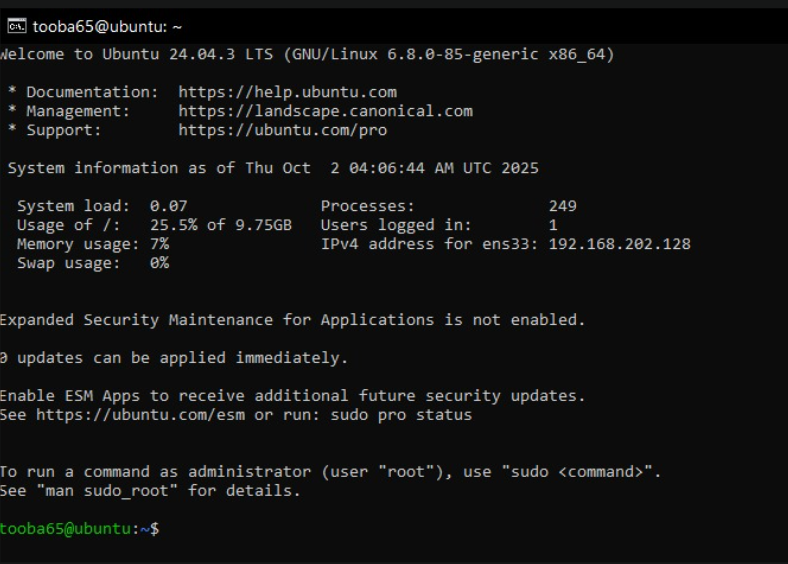 tooba65@ubuntu: ~
Welcome to Ubuntu 24.04.3 LTS (GNU/Linux 6.8.0-85-generic x86_64)
* Documentation:  https://help.ubuntu.com
* Management:     https://landscape.canonical.com
* Support:        https://ubuntu.com/pro
System information as of Thu Oct  2 04:06:44 AM UTC 2025
System load:  0.07                Processes:              249
Usage of /:   25.5% of 9.75GB   Users logged in:        1
Memory usage: 7%                IPv4 address for ens33: 192.168.202.128
Swap usage:   0%
Expanded Security Maintenance for Applications is not enabled.
0 updates can be applied immediately.
Enable ESM Apps to receive additional future security updates.
See https://ubuntu.com/esm or run: sudo pro status
To run a command as administrator (user "root"), use "sudo <command>".
See "man sudo_root" for details.
tooba65@ubuntu:~$